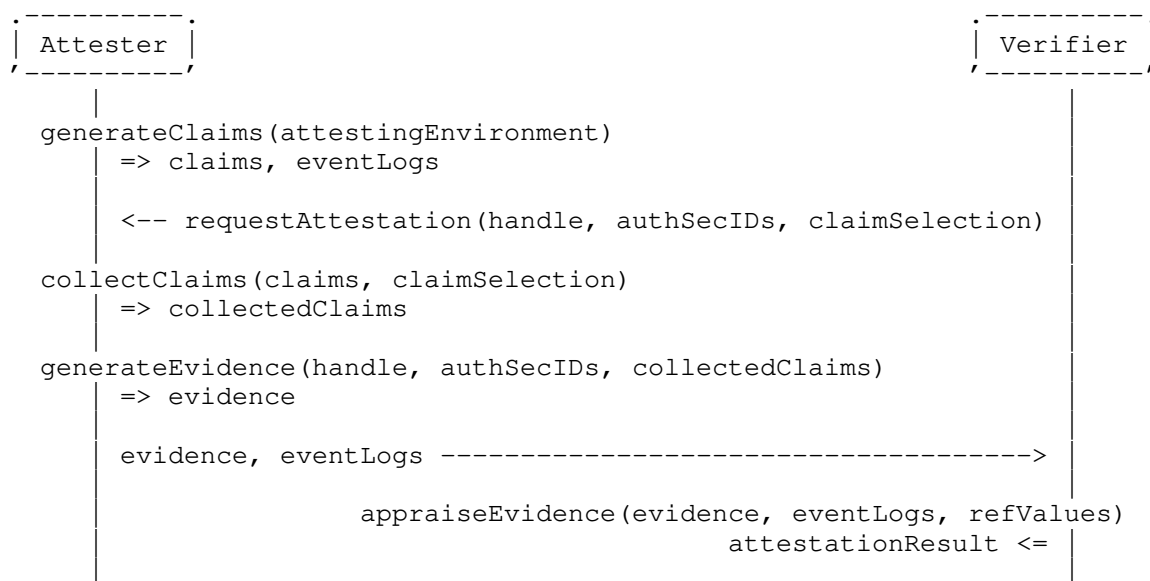 Attester Verifier
generateClaims(attestingEnvironment)
=> claims, eventLogs
<-- requestAttestation(handle, authSecIDs, claimSelection)
collectClaims(claims, claimSelection)
=> collectedClaims
generateEvidence(handle, authSecIDs, collectedClaims)
=> evidence
evidence, eventLogs ------------------------------------->
appraiseEvidence(evidence, eventLogs, refValues)
attestationResult <=